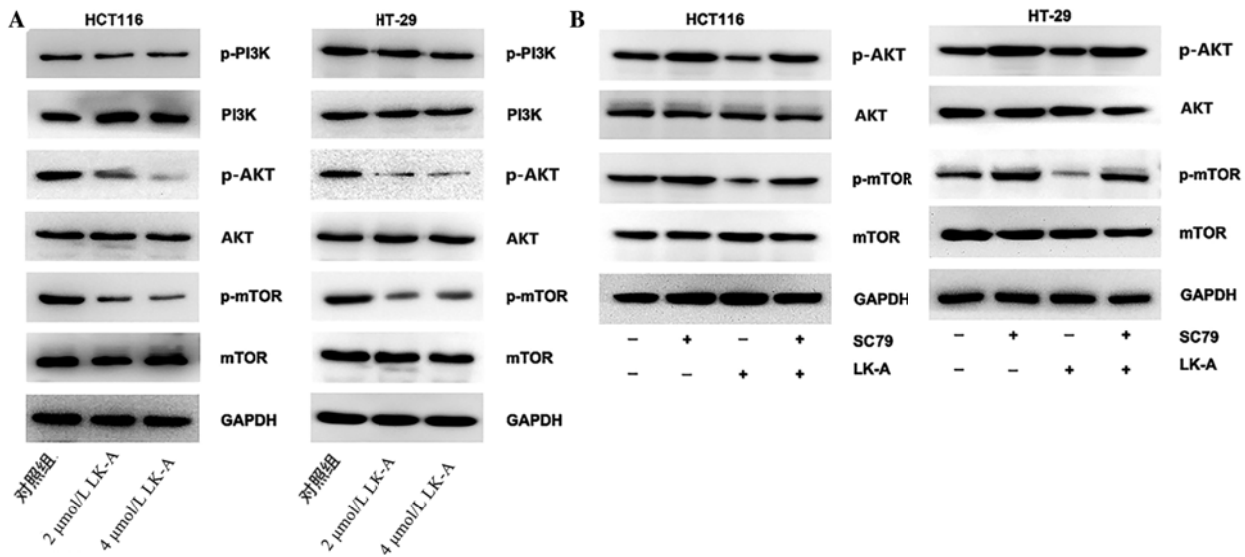 A
HCT116
HT-29
p-PI3K
p-PI3K
PI3K
PI3K
p-AKT
p-AKT
AKT
AKT
p-mTOR
p-mTOR
mTOR
mTOR
GAPDH
GAPDH
对照组
2 μmol/L LK-A
4 μmol/L LK-A
对照组
2 μmol/L LK-A
4 μmol/L LK-A
B
HCT116
HT-29
p-AKT
p-AKT
AKT
AKT
p-mTOR
p-mTOR
mTOR
mTOR
GAPDH
GAPDH
− + − + SC79
− + − + SC79
− − + + LK-A
− − + + LK-A